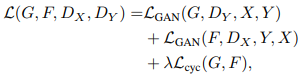 ℒ(G, F, D_X, D_Y) = ℒ_GAN(G, D_Y, X, Y)
+ ℒ_GAN(F, D_X, Y, X)
+ λℒ_cyc(G, F),